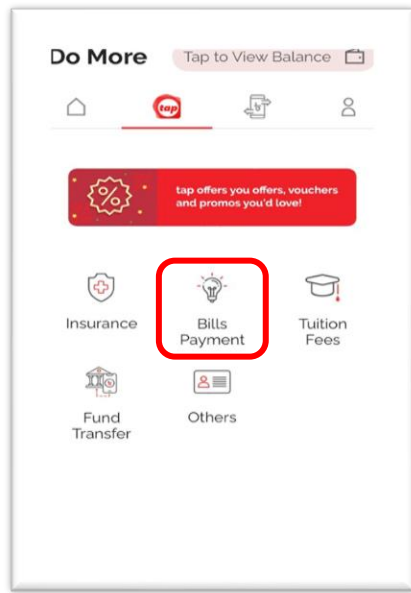 Do More
Tap to View Balance
tap
tap offers you offers, vouchers
and promos you'd love!
Insurance
Bills
Payment
Tuition
Fees
Fund
Transfer
Others